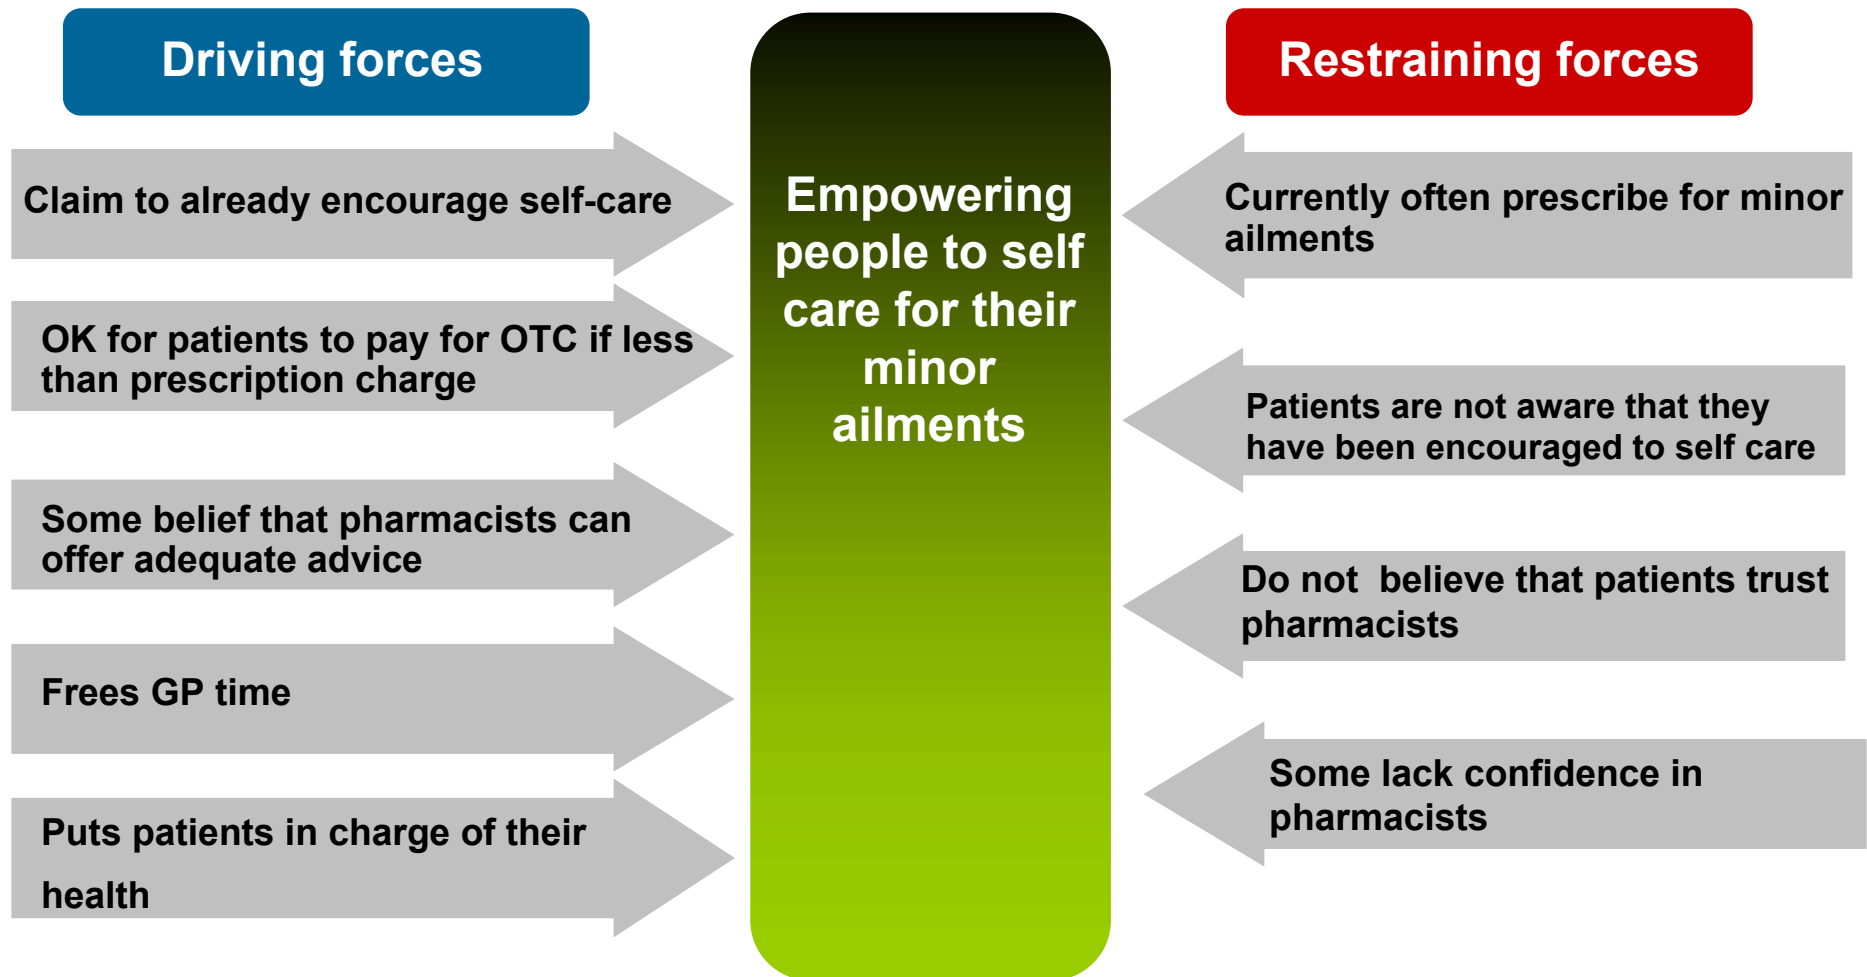 Driving forces
Claim to already encourage self-care
OK for patients to pay for OTC if less
than prescription charge
Some belief that pharmacists can
offer adequate advice
Frees GP time
Puts patients in charge of their
health
Empowering
people to self
care for their
minor
ailments
Restraining forces
Currently often prescribe for minor
ailments
Patients are not aware that they
have been encouraged to self care
Do not  believe that patients trust
pharmacists
Some lack confidence in
pharmacists